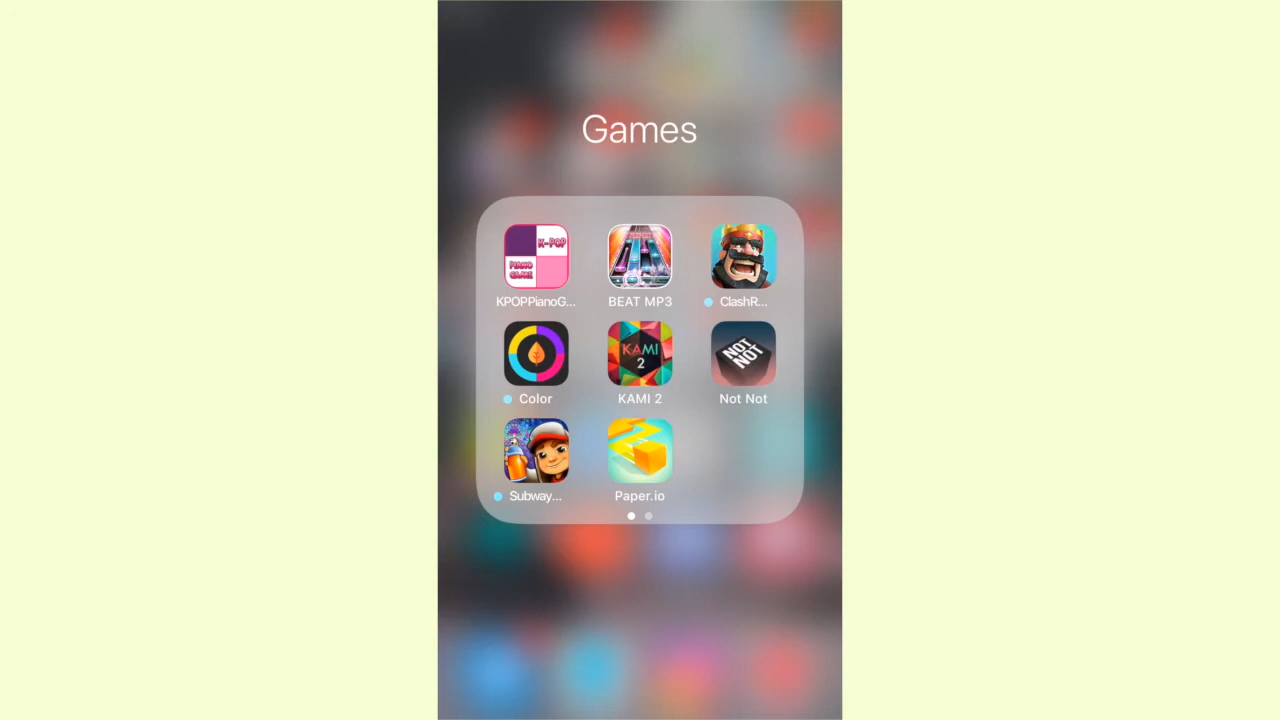 Games
K-POP
PIANO
GAME
KPOPPianoG...
BEAT MP3
ClashR...
Color
KAMI
2
KAMI 2
NOT
NOT
Not Not
Subway...
Paper.io